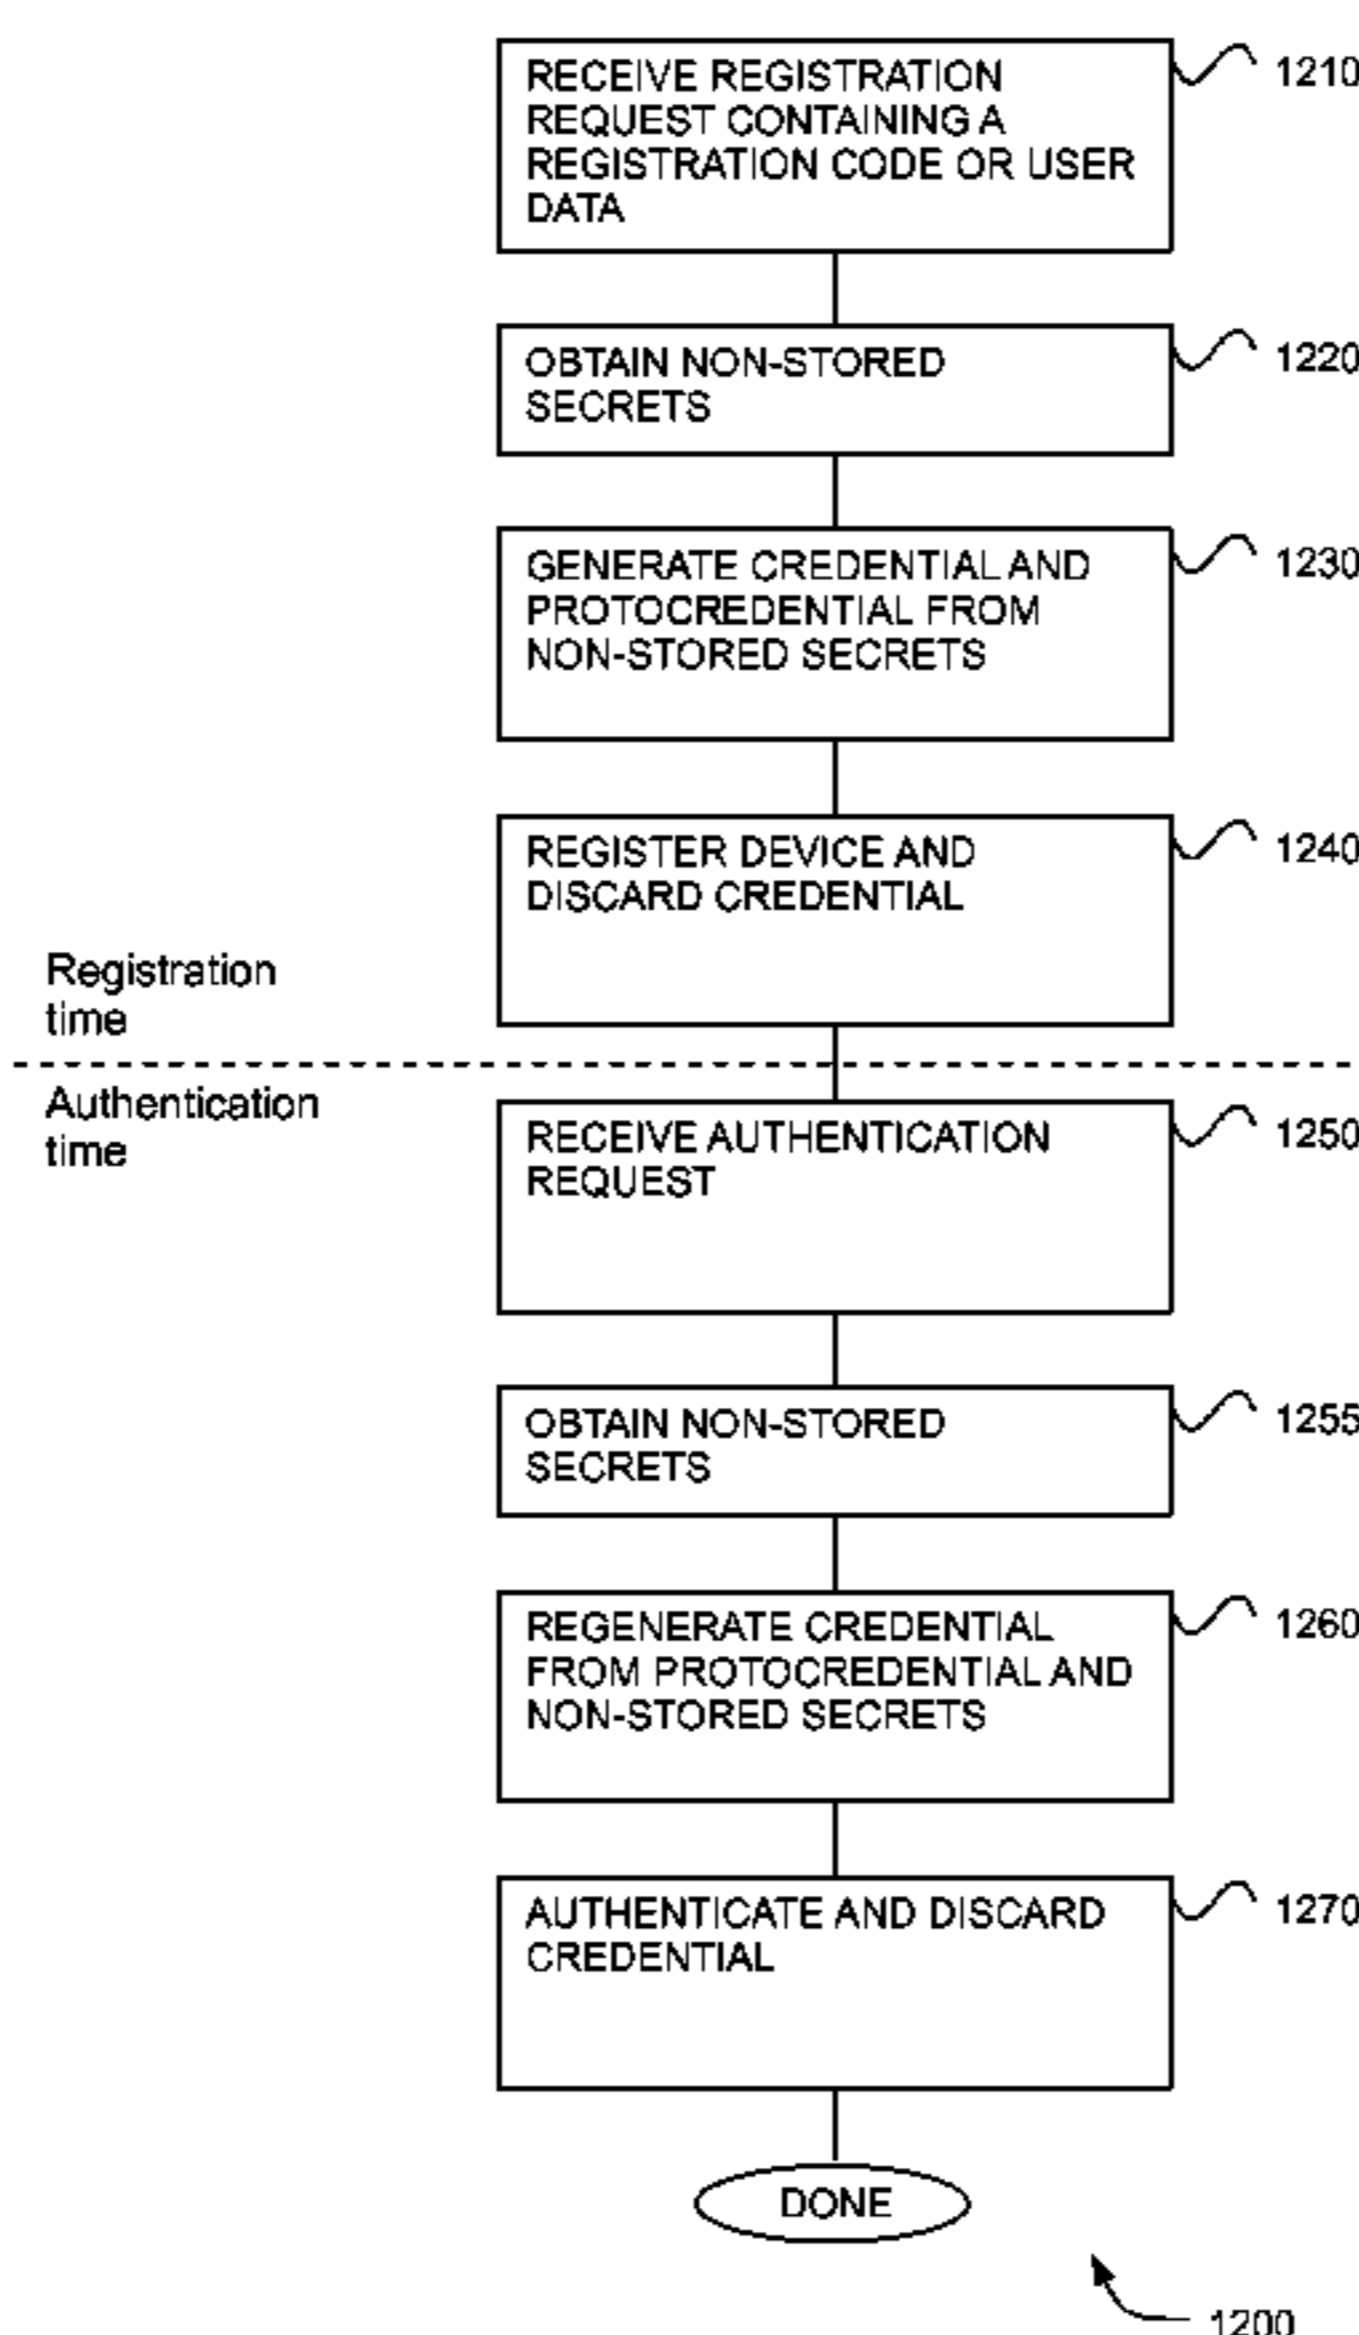 RECEIVE REGISTRATION
REQUEST CONTAINING A
REGISTRATION CODE OR USER
DATA
1210
OBTAIN NON-STORED
SECRETS
1220
GENERATE CREDENTIAL AND
PROTOCREDENTIAL FROM
NON-STORED SECRETS
1230
REGISTER DEVICE AND
DISCARD CREDENTIAL
1240
Registration
time
Authentication
time
RECEIVE AUTHENTICATION
REQUEST
1250
OBTAIN NON-STORED
SECRETS
1255
REGENERATE CREDENTIAL
FROM PROTOCREDENTIAL AND
NON-STORED SECRETS
1260
AUTHENTICATE AND DISCARD
CREDENTIAL
1270
DONE
1200